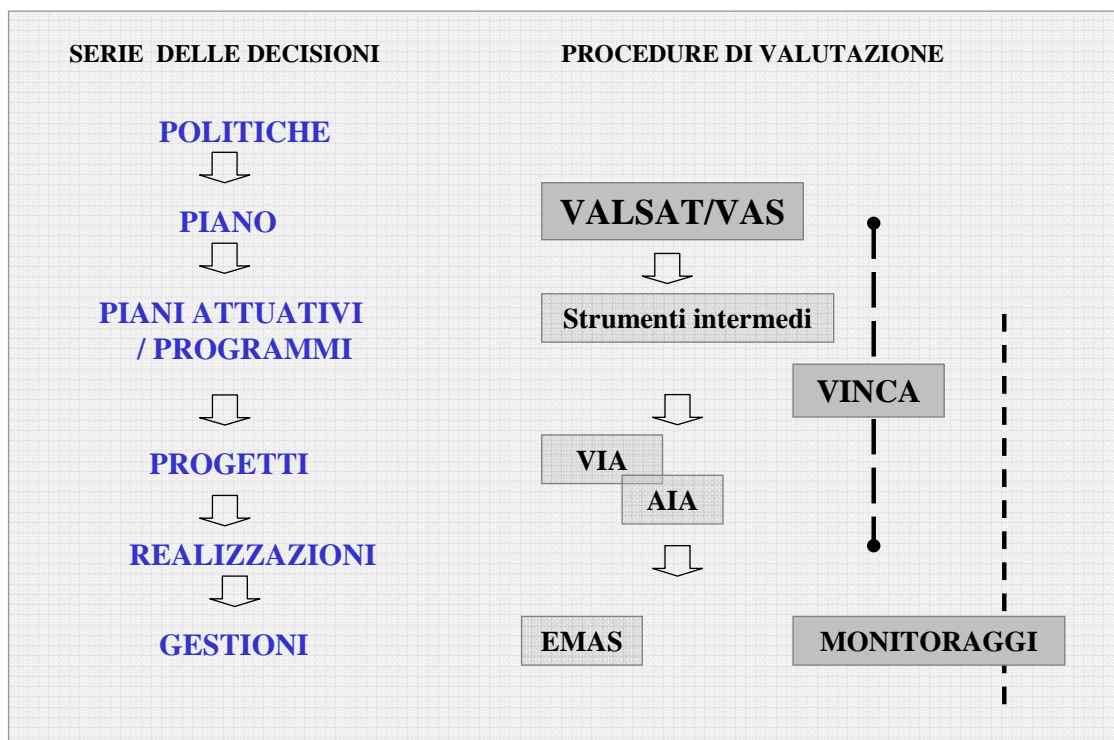 SERIE DELLE DECISIONI
PROCEDURE DI VALUTAZIONE
POLITICHE
PIANO
VALSAT/VAS
PIANI ATTUATIVI
/ PROGRAMMI
Strumenti intermedi
VINCA
PROGETTI
VIA
AIA
REALIZZAZIONI
GESTIONI
EMAS
MONITORAGGI